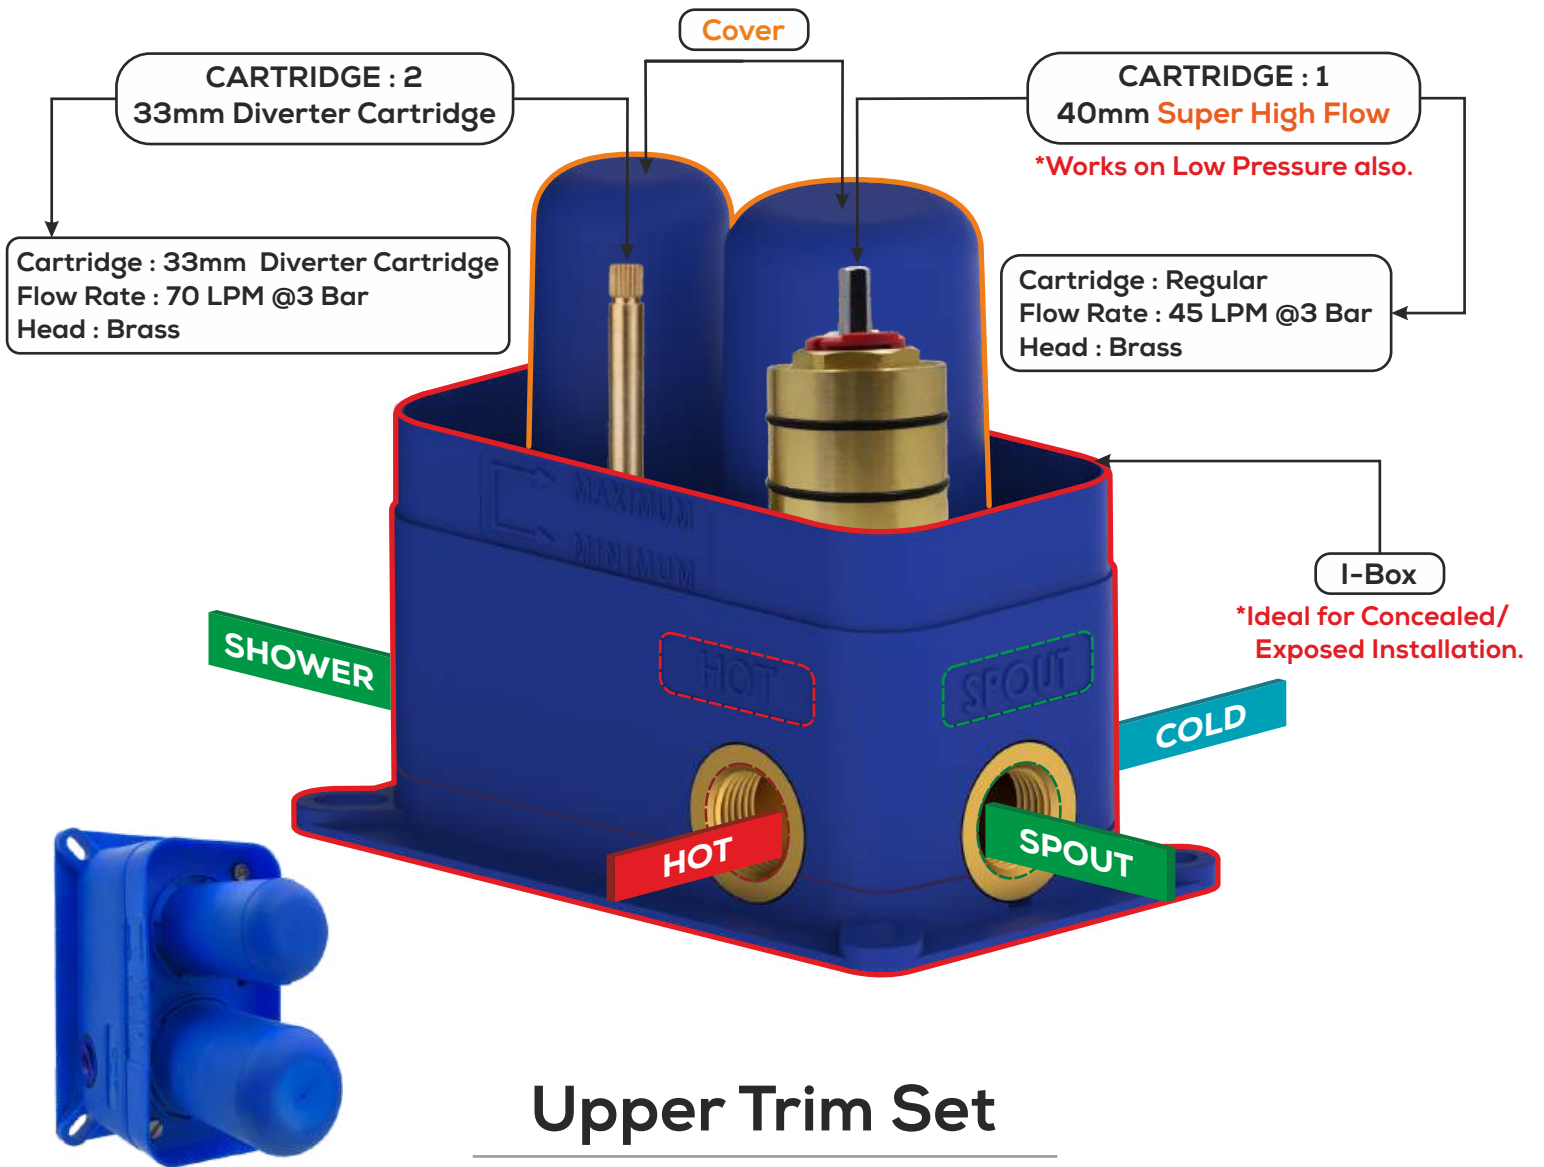 Cover
CARTRIDGE : 2
33mm Diverter Cartridge
CARTRIDGE : 1
40mm Super High Flow
*Works on Low Pressure also.
Cartridge : 33mm Diverter Cartridge
Flow Rate : 70 LPM @3 Bar
Head : Brass
Cartridge : Regular
Flow Rate : 45 LPM @3 Bar
Head : Brass
MAXIMUM
MINIMUM
I-Box
*Ideal for Concealed/
Exposed Installation.
SHOWER
HOT
SPOUT
COLD
HOT
SPOUT
Upper Trim Set